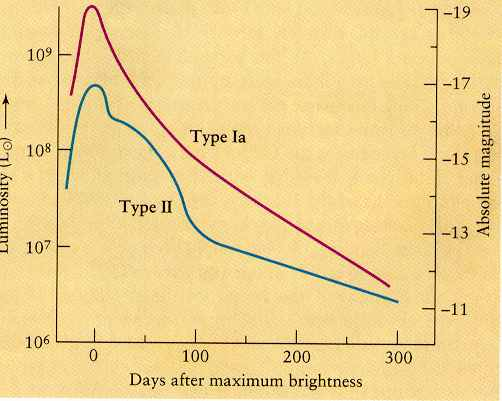 Luminosity (L☉)
10⁹
10⁸
10⁷
10⁶
Type Ia
Type II
0
100
200
300
Days after maximum brightness
–19
–17
–15
–13
–11
Absolute magnitude